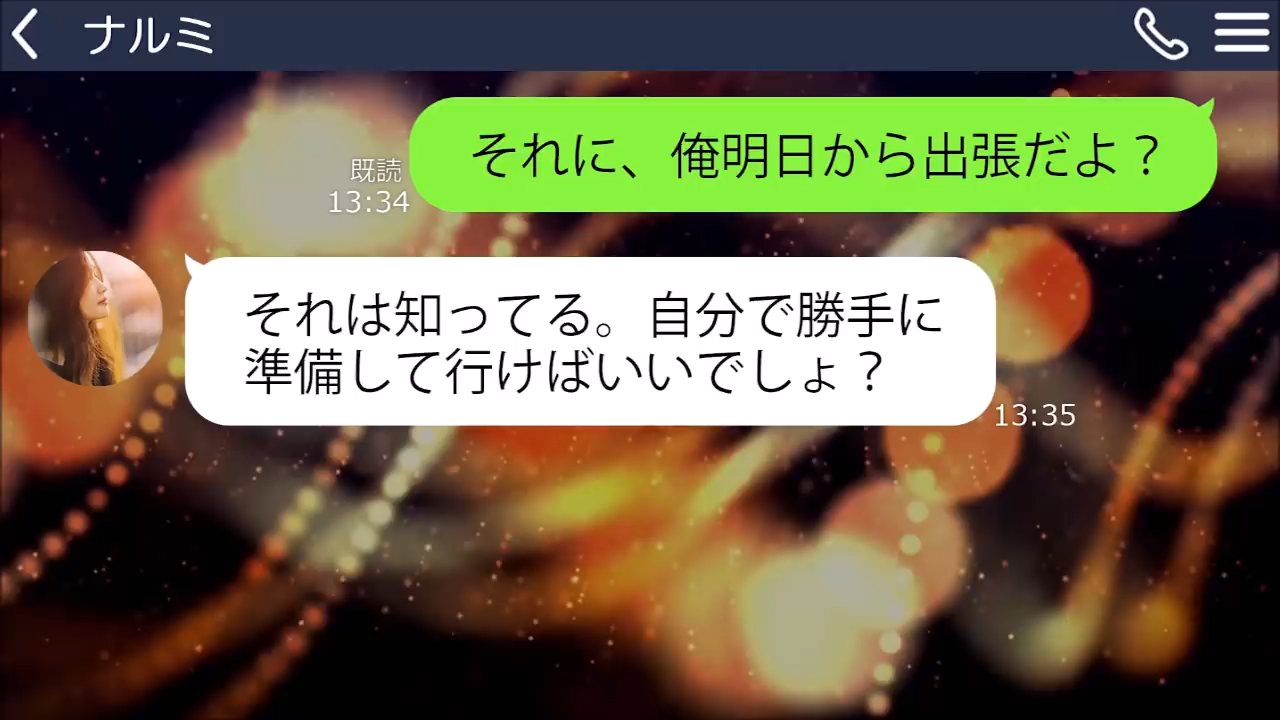 ナルミ
それに、俺明日から出張だよ？
既読
13:34
それは知ってる。自分で勝手に
準備して行けばいいでしょ？
13:35